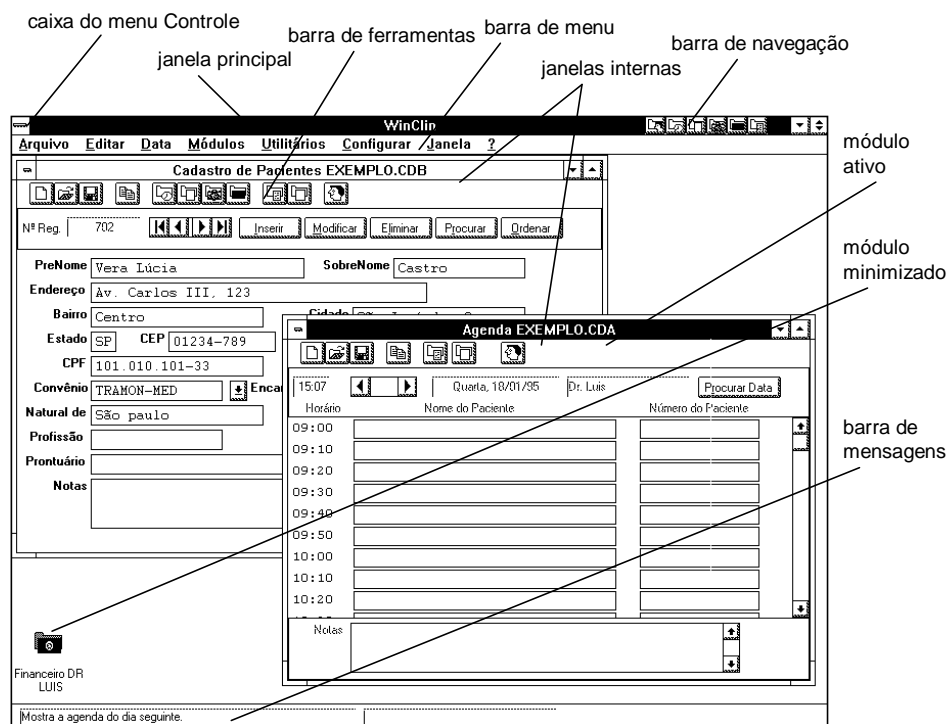 caixa do menu Controle
janela principal
barra de ferramentas
barra de menu
janelas internas
barra de navegação
WinClin
Arquivo Editar Data Módulos Utilitários Configurar Janela ?
módulo
ativo
Cadastro de Pacientes EXEMPLO.CDB
Nº Reg. 702 Inserir Modificar Eliminar Procurar Ordenar
módulo
minimizado
PreNome Vera Lúcia SobreNome Castro
Endereço Av. Carlos III, 123
Bairro Centro Cidade
Estado SP CEP 01234-789
CPF 101.010.101-33
Convênio TRAMON-MED
Natural de São paulo
Profissão
Prontuário
Notas
Agenda EXEMPLO.CDA
15:07 Quarta, 18/01/95 Dr. Luis Procurar Data
Horário Nome do Paciente Número do Paciente
09:00
09:10
09:20
09:30
09:40
09:50
10:00
10:10
10:20
Notas
barra de
mensagens
Financeiro DR
LUIS
Mostra a agenda do dia seguinte.